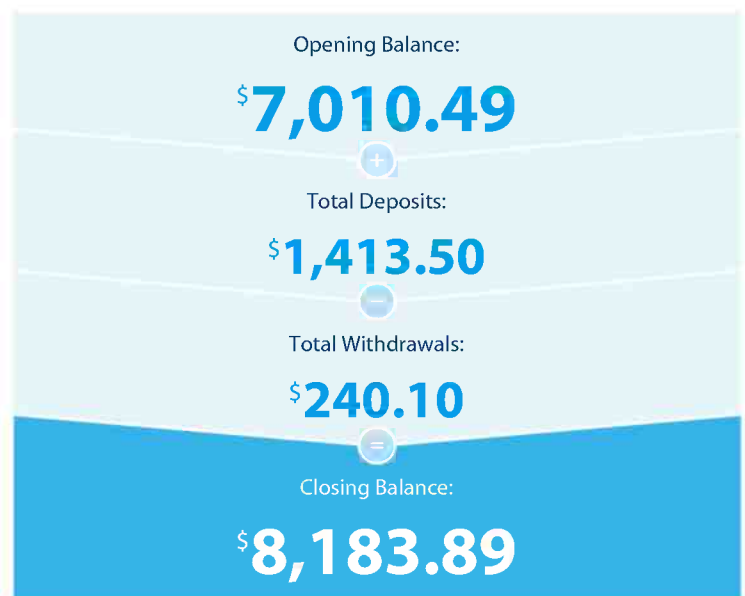 Opening Balance:
$7,010.49
+
Total Deposits:
$1,413.50
−
Total Withdrawals:
$240.10
=
Closing Balance:
$8,183.89